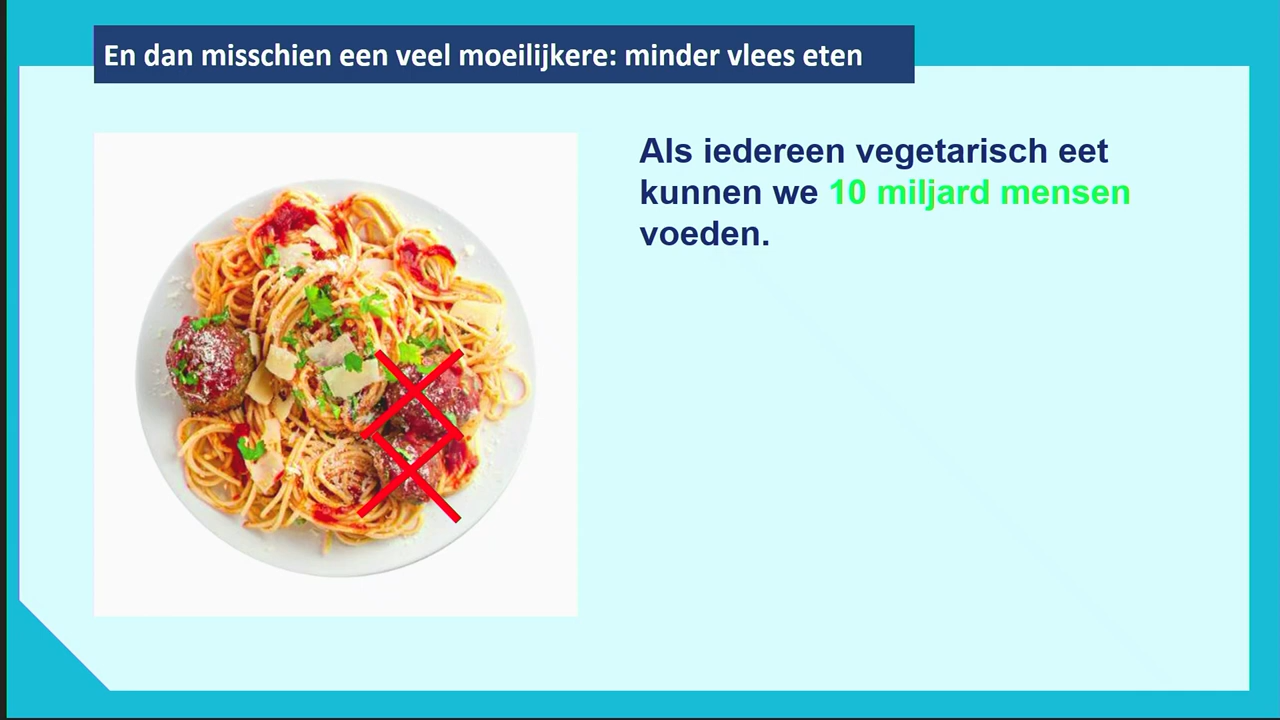 En dan misschien een veel moeilijkere: minder vlees eten
Als iedereen vegetarisch eet
kunnen we 10 miljard mensen
voeden.